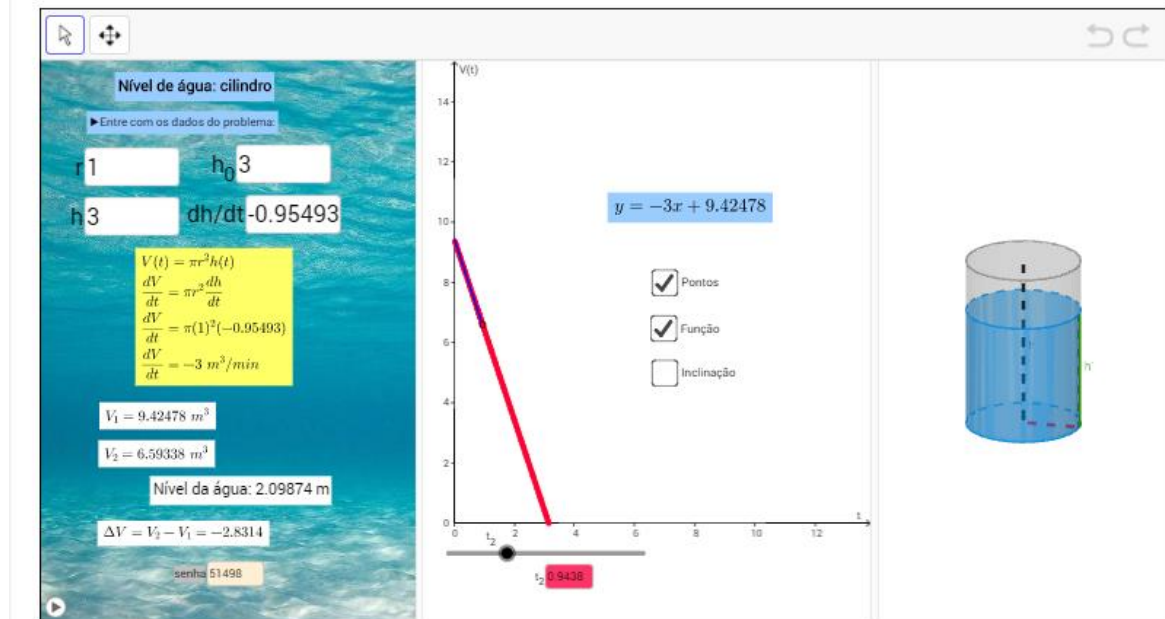 Nível de água: cilindro
▶Entre com os dados do problema:
r 1
h₀ 3
h 3
dh/dt -0.95493
V(t) = πr²h(t)
dV/dt = πr² dh/dt
dV/dt = π(1)²(−0.95493)
dV/dt = −3 m³/min
V₁ = 9.42478 m³
V₂ = 6.59338 m³
Nível da água: 2.09874 m
ΔV = V₂ − V₁ = −2.8314
senha 51498
V(t)
14
12
10
8
6
4
2
0
0 2 4 6 8 10 12
t
y = −3x + 9.42478
Pontos
Função
Inclinação
t₂
t₂ 0.9438
h'